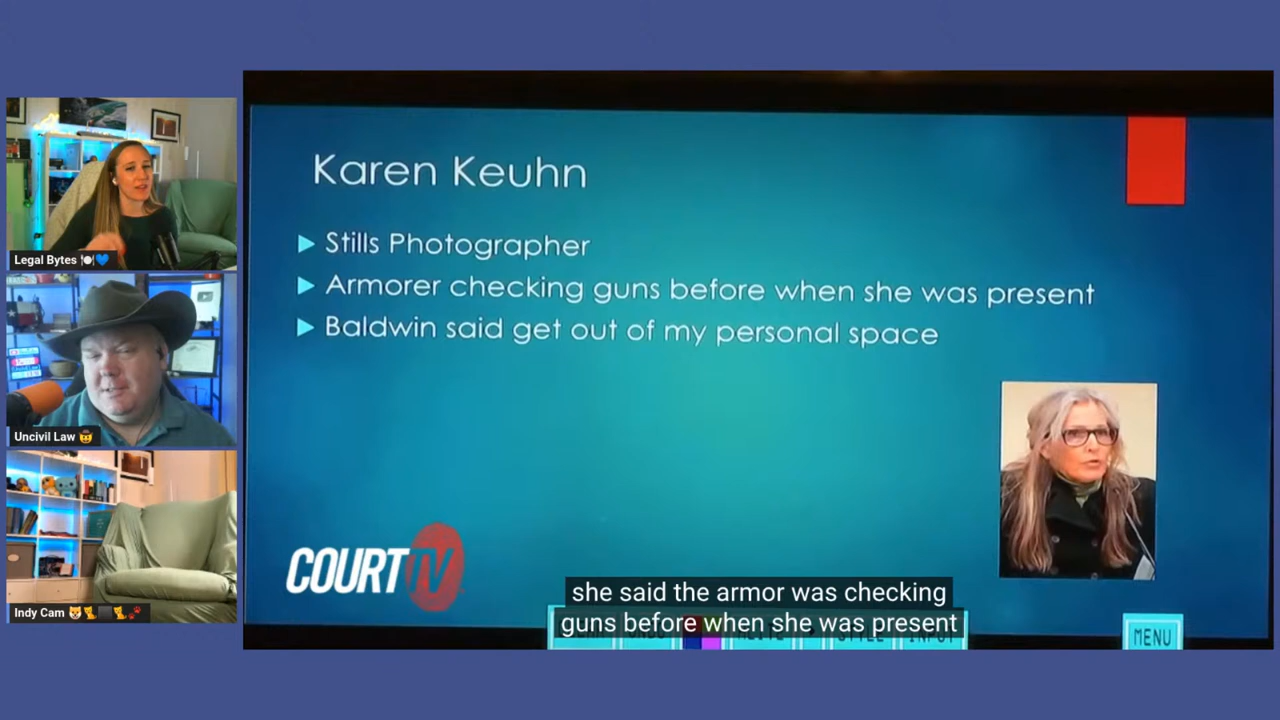 Karen Keuhn
Stills Photographer
Armorer checking guns before when she was present
Baldwin said get out of my personal space
COURT TV
she said the armor was checking
guns before when she was present
MENU
Legal Bytes 🍽️💙
Uncivil Law 🤠
Indy Cam 🐱🐈⬛🐈🐾